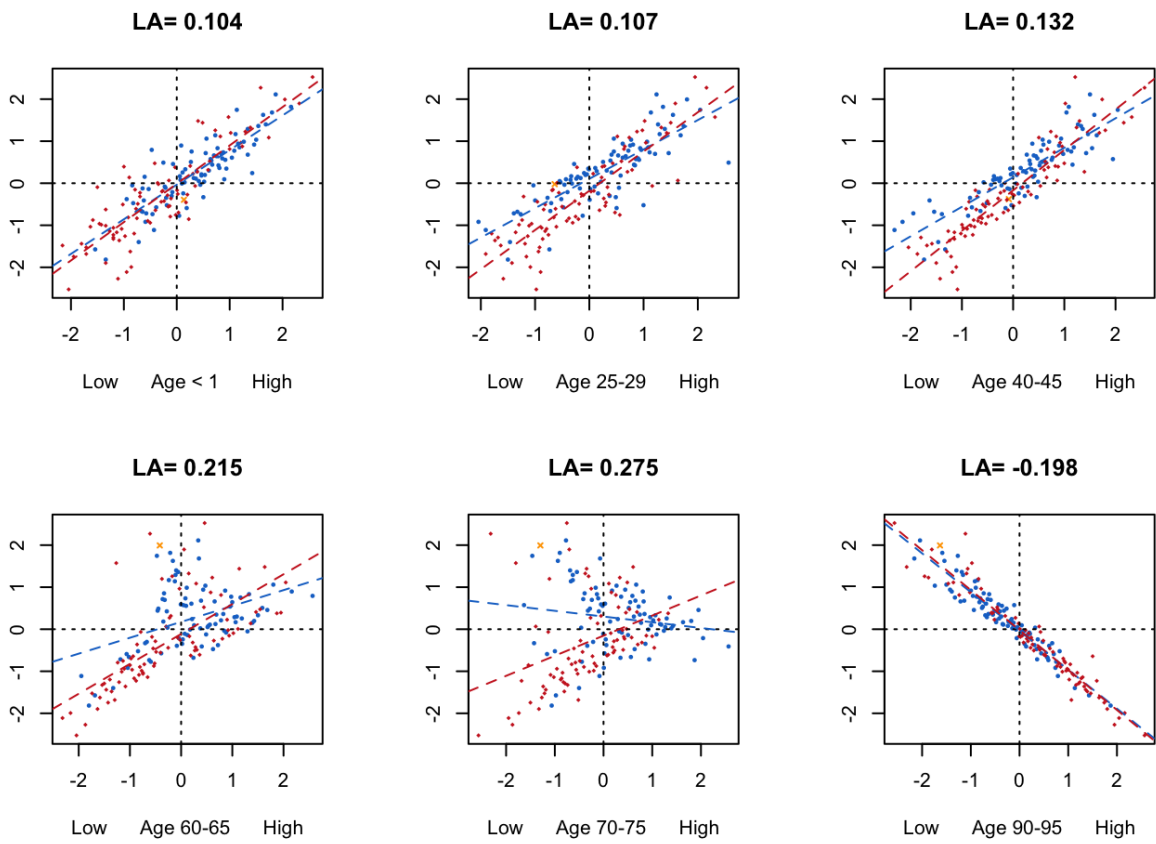 LA= 0.104 LA= 0.107 LA= 0.132
2 2 2
1 1 1
0 0 0
-1 -1 -1
-2 -2 -2
-2 -1 0 1 2 -2 -1 0 1 2 -2 -1 0 1 2
Low Age < 1 High Low Age 25-29 High Low Age 40-45 High
LA= 0.215 LA= 0.275 LA= -0.198
2 2 2
1 1 1
0 0 0
-1 -1 -1
-2 -2 -2
-2 -1 0 1 2 -2 -1 0 1 2 -2 -1 0 1 2
Low Age 60-65 High Low Age 70-75 High Low Age 90-95 High